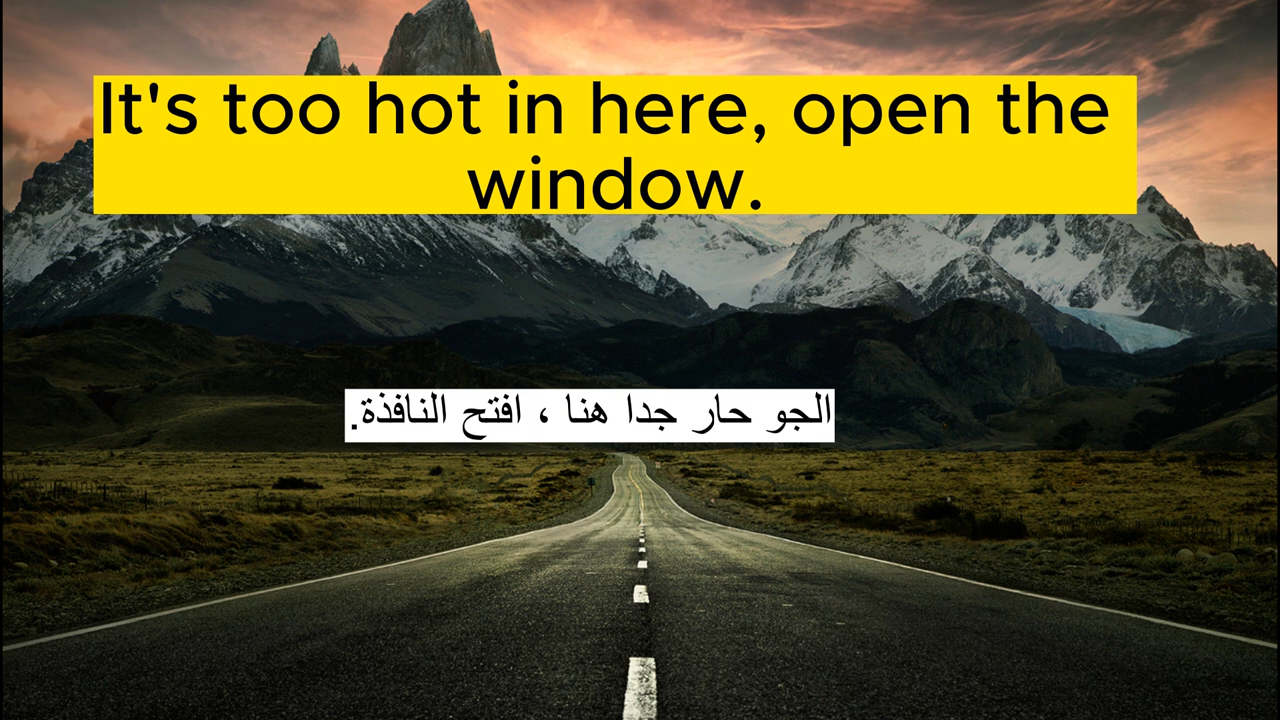 It's too hot in here, open the
window.
الجو حار جدا هنا ، افتح النافذة.